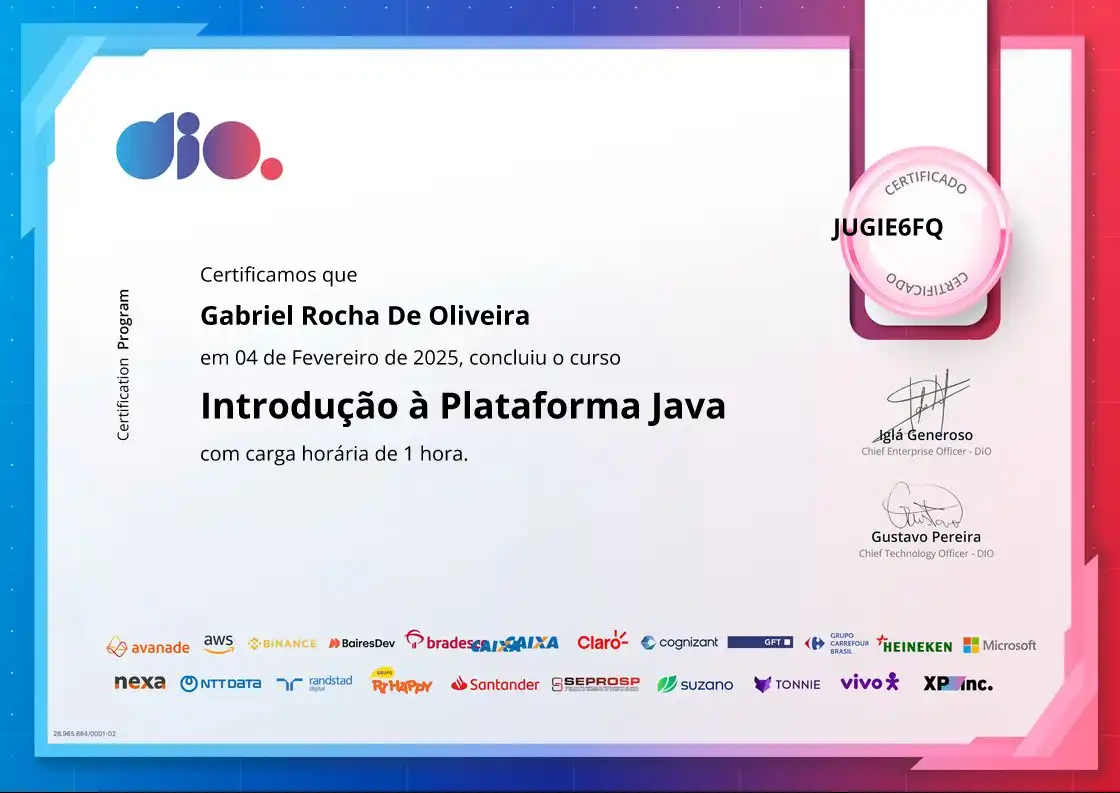 dio.
CERTIFICADO
JUGIE6FQ
CERTIFICADO
Certification Program
Certificamos que
Gabriel Rocha De Oliveira
em 04 de Fevereiro de 2025, concluiu o curso
Introdução à Plataforma Java
com carga horária de 1 hora.
Iglá Generoso
Chief Enterprise Officer - DIO
Gustavo Pereira
Chief Technology Officer - DIO
avanade aws BINANCE BairesDev bradesco CAIXA CAIXA Claro cognizant GFT GRUPO CARREFOUR BRASIL HEINEKEN Microsoft
nexa NTT DATA randstad digital GRUPO Ri HAPPY Santander SEPROSP suzano TONNIE vivo XP inc.
26.965.884/0001-02